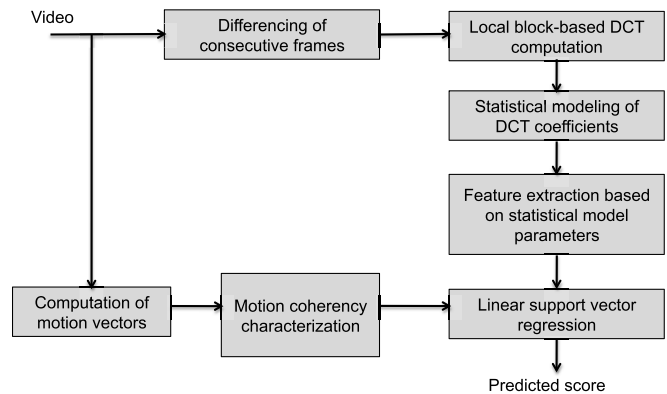 Video
Differencing of
consecutive frames
Local block-based DCT
computation
Statistical modeling of
DCT coefficients
Feature extraction based
on statistical model
parameters
Computation of
motion vectors
Motion coherency
characterization
Linear support vector
regression
Predicted score